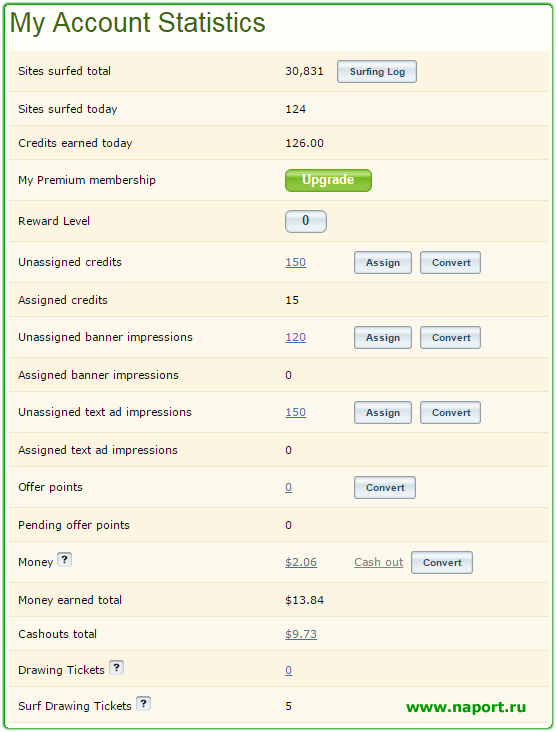 My Account Statistics
Sites surfed total 30,831 Surfing Log
Sites surfed today 124
Credits earned today 126.00
My Premium membership Upgrade
Reward Level 0
Unassigned credits 150 Assign Convert
Assigned credits 15
Unassigned banner impressions 120 Assign Convert
Assigned banner impressions 0
Unassigned text ad impressions 150 Assign Convert
Assigned text ad impressions 0
Offer points 0 Convert
Pending offer points 0
Money ? $2.06 Cash out Convert
Money earned total $13.84
Cashouts total $9.73
Drawing Tickets ? 0
Surf Drawing Tickets ? 5
www.naport.ru